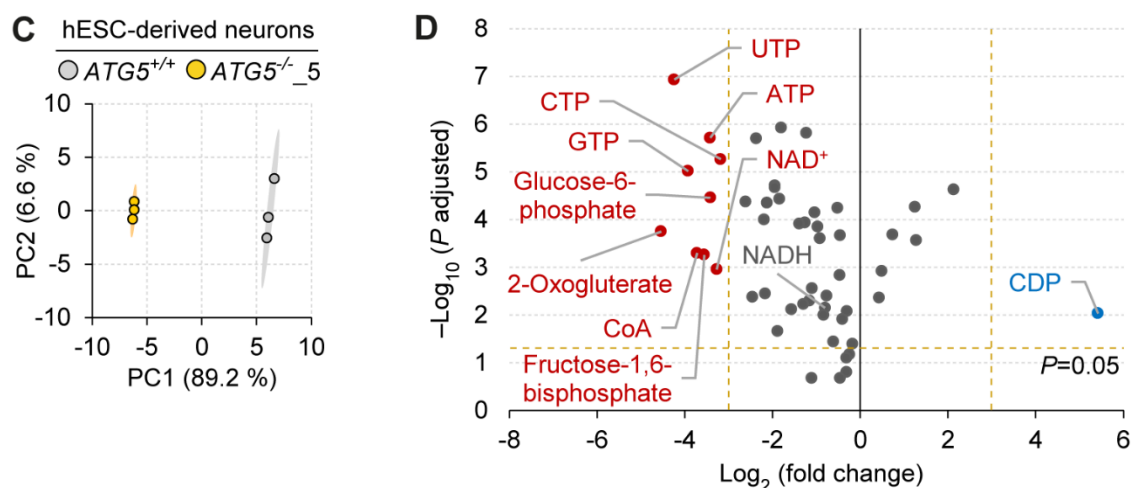 C
hESC-derived neurons
ATG5+/+ ATG5-/-_5
10
5
0
-5
-10
-10 -5 0 5 10
PC2 (6.6 %)
PC1 (89.2 %)
D
8
7
6
5
4
3
2
1
0
-8 -6 -4 -2 0 2 4 6
–Log10 (P adjusted)
Log2 (fold change)
UTP
CTP
ATP
GTP
NAD+
Glucose-6-
phosphate
NADH
2-Oxogluterate
CDP
CoA
Fructose-1,6-
bisphosphate
P=0.05